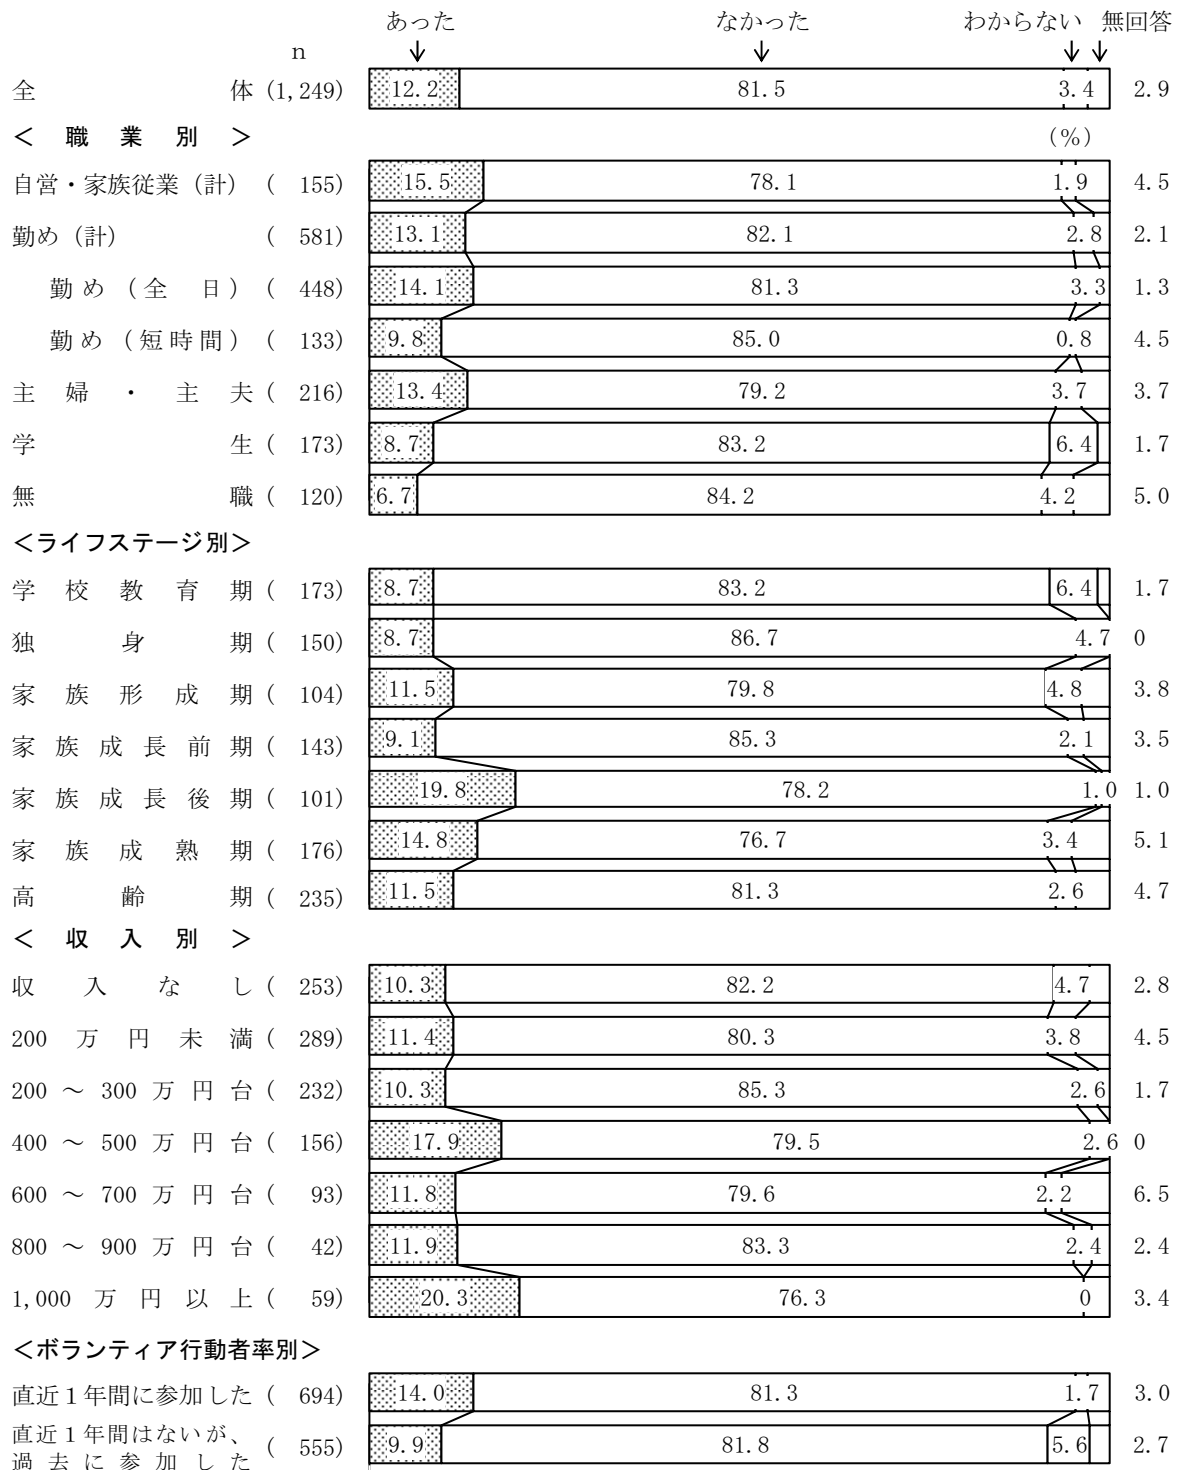 あった なかった わからない 無回答
n
全体 (1,249) 12.2 81.5 3.4 2.9
＜職業別＞ (%)
自営・家族従業（計） ( 155) 15.5 78.1 1.9 4.5
勤め（計） ( 581) 13.1 82.1 2.8 2.1
勤め（全日） ( 448) 14.1 81.3 3.3 1.3
勤め（短時間） ( 133) 9.8 85.0 0.8 4.5
主婦・主夫 ( 216) 13.4 79.2 3.7 3.7
学生 ( 173) 8.7 83.2 6.4 1.7
無職 ( 120) 6.7 84.2 4.2 5.0
＜ライフステージ別＞
学校教育期 ( 173) 8.7 83.2 6.4 1.7
独身期 ( 150) 8.7 86.7 4.7 0
家族形成期 ( 104) 11.5 79.8 4.8 3.8
家族成長前期 ( 143) 9.1 85.3 2.1 3.5
家族成長後期 ( 101) 19.8 78.2 1.0 1.0
家族成熟期 ( 176) 14.8 76.7 3.4 5.1
高齢期 ( 235) 11.5 81.3 2.6 4.7
＜収入別＞
収入なし ( 253) 10.3 82.2 4.7 2.8
200万円未満 ( 289) 11.4 80.3 3.8 4.5
200～300万円台 ( 232) 10.3 85.3 2.6 1.7
400～500万円台 ( 156) 17.9 79.5 2.6 0
600～700万円台 ( 93) 11.8 79.6 2.2 6.5
800～900万円台 ( 42) 11.9 83.3 2.4 2.4
1,000万円以上 ( 59) 20.3 76.3 0 3.4
＜ボランティア行動者率別＞
直近１年間に参加した ( 694) 14.0 81.3 1.7 3.0
直近１年間はないが、
過去に参加した ( 555) 9.9 81.8 5.6 2.7